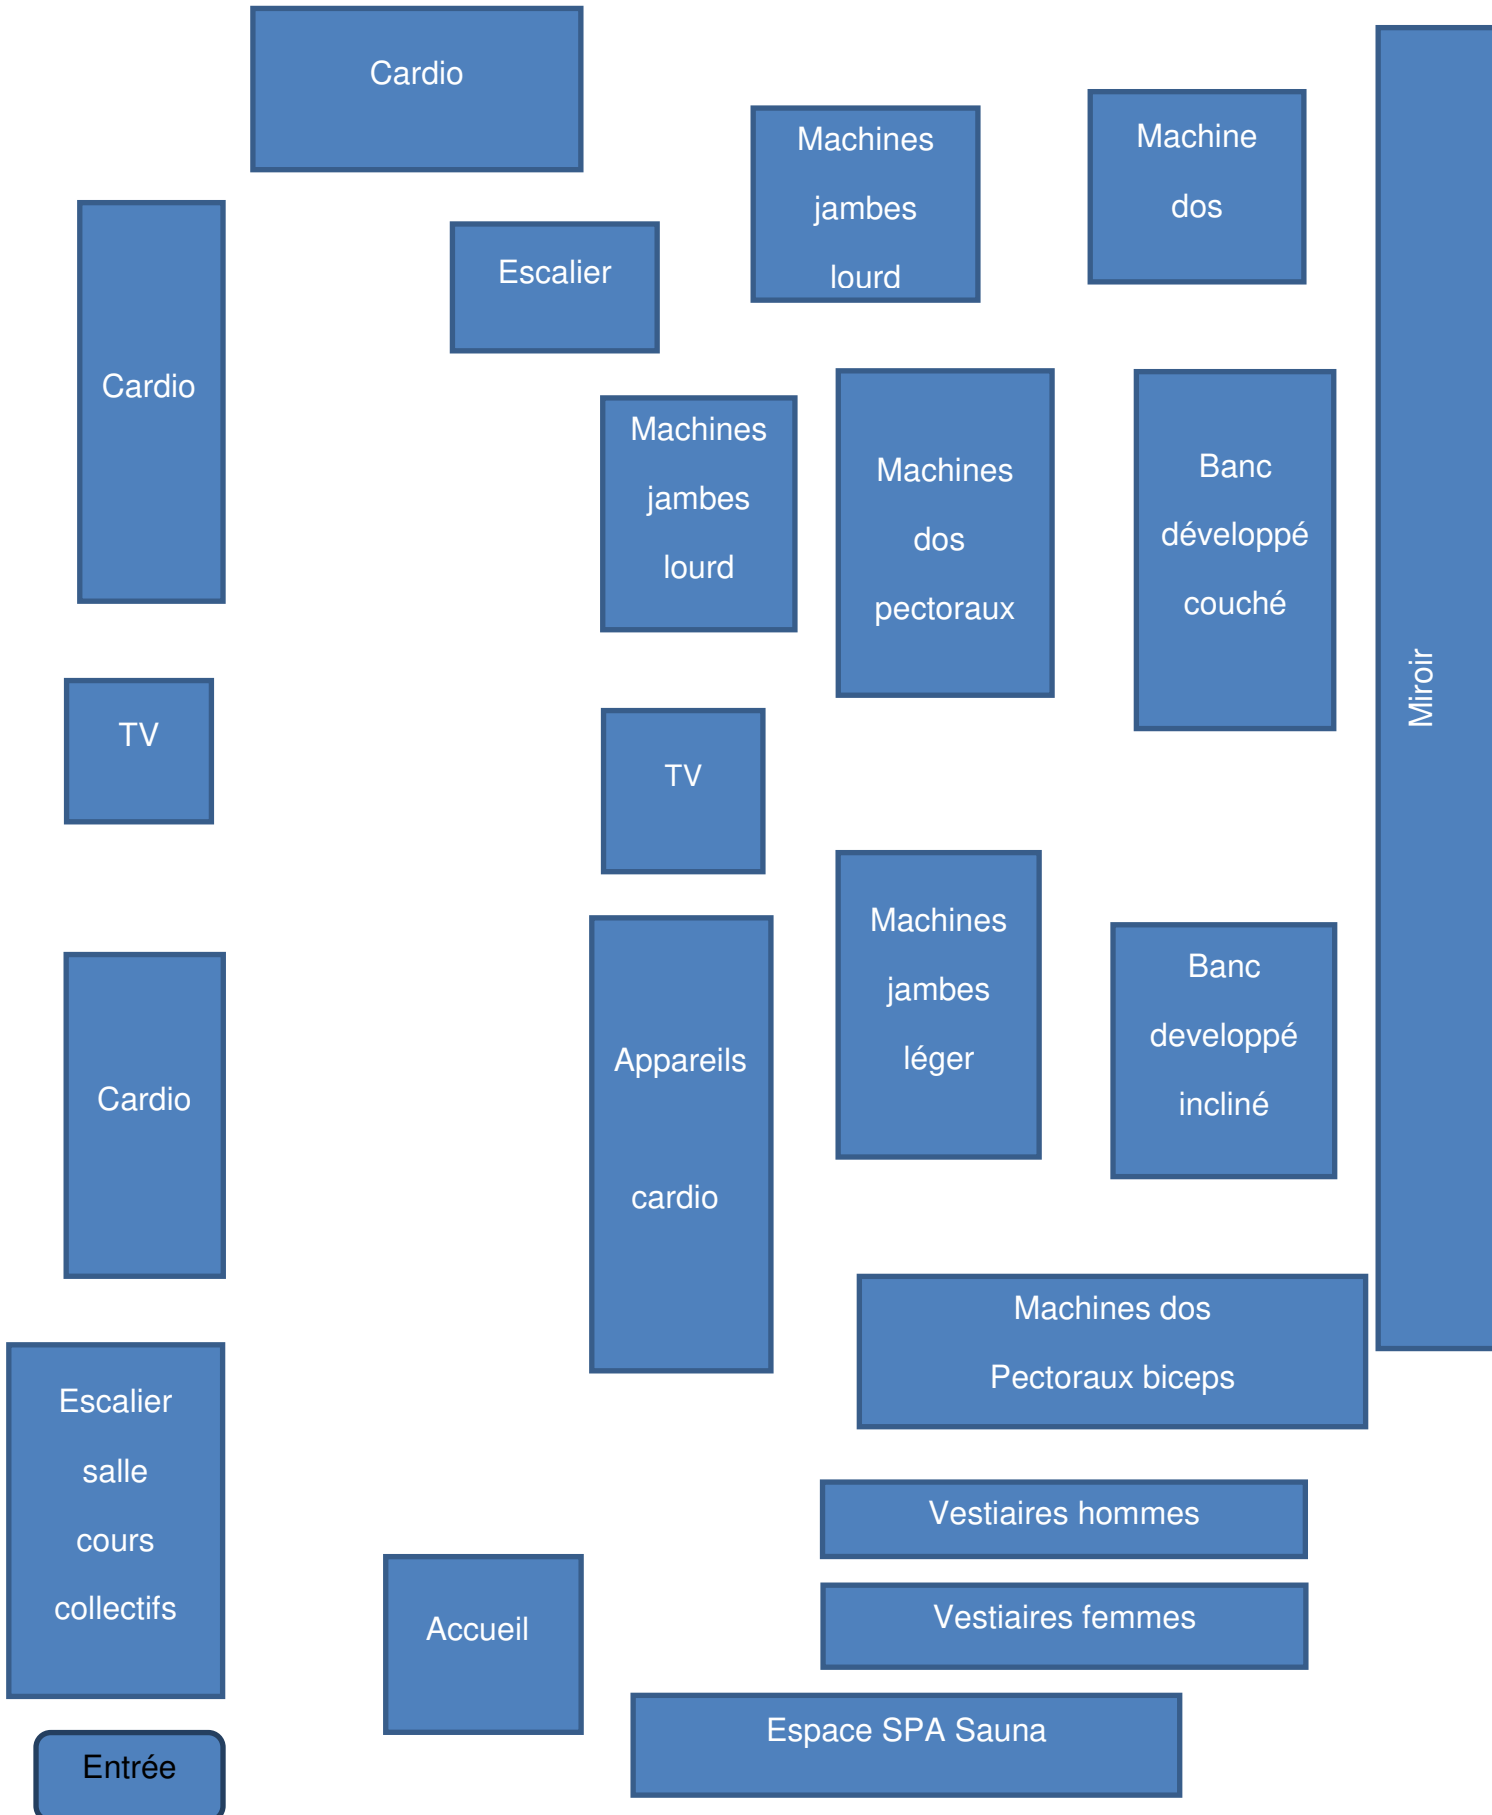 Cardio
Machines
jambes
lourd
Machine
dos
Escalier
Cardio
Machines
jambes
lourd
Machines
dos
pectoraux
Banc
développé
couché
Miroir
TV
TV
Machines
jambes
léger
Banc
developpé
incliné
Cardio
Appareils
cardio
Machines dos
Pectoraux biceps
Escalier
salle
cours
collectifs
Vestiaires hommes
Accueil
Vestiaires femmes
Espace SPA Sauna
Entrée